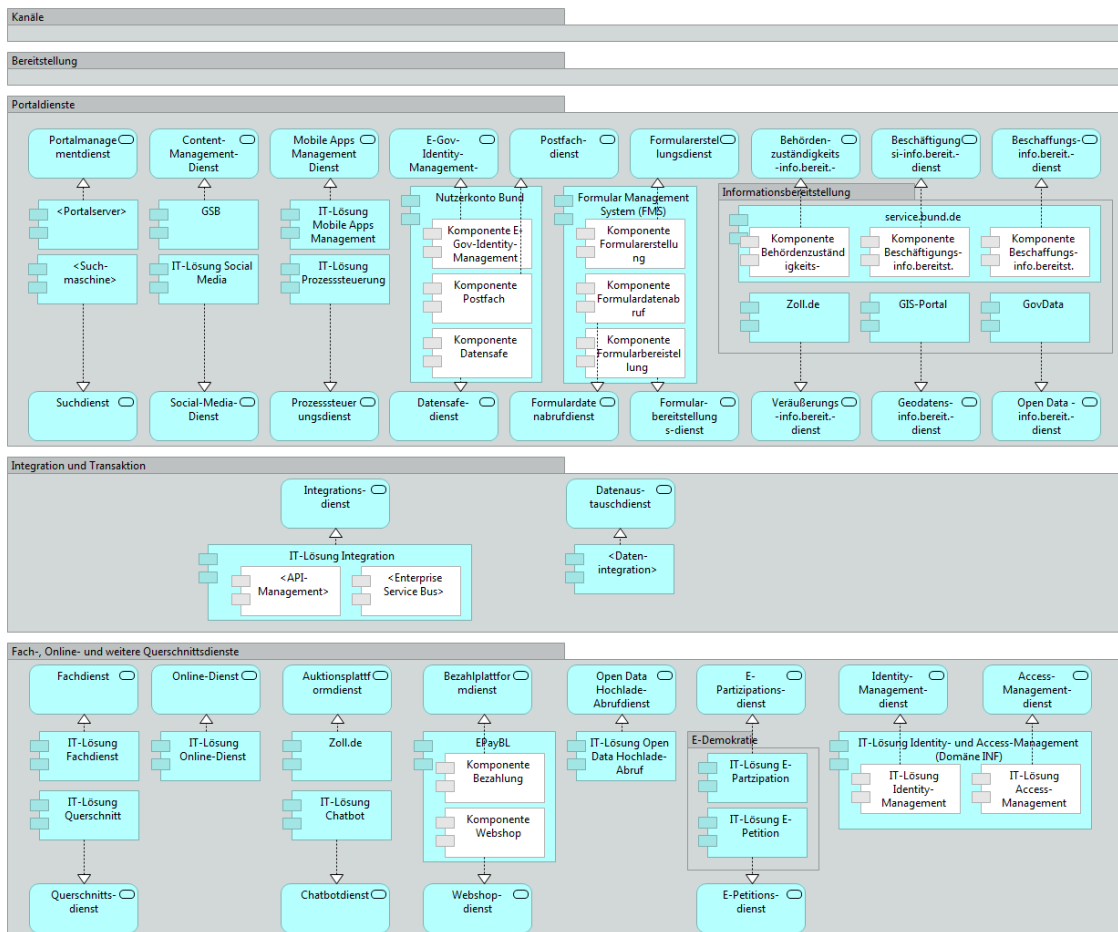 Kanäle
Bereitstellung
Portaldienste
Portalmanage
mentdienst
Content-
Management-
Dienst
Mobile Apps
Management
Dienst
E-Gov-
Identity-
Management-
Postfach-
dienst
Formularerstel
lungsdienst
Behörden-
zuständigkeits
-info.bereit.-
Beschäftigung
si-info.bereit.-
dienst
Beschaffungs-
info.bereit.-
dienst
<Portalserver>
GSB
IT-Lösung
Mobile Apps
Management
Nutzerkonto Bund
Komponente E-
Gov-Identity-
Management
Komponente
Postfach
Komponente
Datensafe
Formular Management
System (FMS)
Komponente
Formularerstellu
ng
Komponente
Formulardatenab
ruf
Komponente
Formularbereistel
lung
Informationsbereitstellung
service.bund.de
Komponente
Behördenzuständ
igkeits-
Komponente
Beschäftigungs-
info.bereitst.
Komponente
Beschaffungs-
info.bereitst.
<Such-
maschine>
IT-Lösung Social
Media
IT-Lösung
Prozesssteuerung
Zoll.de
GIS-Portal
GovData
Suchdienst
Social-Media-
Dienst
Prozesssteuer
ungsdienst
Datensafe-
dienst
Formulardate
nabrufdienst
Formular-
bereitstellung
s-dienst
Veräußerungs
-info.bereit.-
dienst
Geodatens-
info.bereit.-
dienst
Open Data -
info.bereit.-
dienst
Integration und Transaktion
Integrations-
dienst
Datenaus-
tauschdienst
IT-Lösung Integration
<API-
Management>
<Enterprise
Service Bus>
<Daten-
integration>
Fach-, Online- und weitere Querschnittsdienste
Fachdienst
Online-Dienst
Auktionsplattf
ormdienst
Bezahlplattfor
mdienst
Open Data
Hochlade-
Abrufdienst
E-
Partizipations-
dienst
Identity-
Management-
dienst
Access-
Management-
dienst
IT-Lösung
Fachdienst
IT-Lösung
Online-Dienst
Zoll.de
EPayBL
Komponente
Bezahlung
Komponente
Webshop
IT-Lösung Open
Data Hochlade-
Abruf
E-Demokratie
IT-Lösung E-
Partzipation
IT-Lösung E-
Petition
IT-Lösung Identity- und Access-Management
(Domäne INF)
IT-Lösung
Identity-
Management
IT-Lösung
Access-
Management
IT-Lösung
Querschnitt
IT-Lösung
Chatbot
Querschnitts-
dienst
Chatbotdienst
Webshop-
dienst
E-Petitions-
dienst